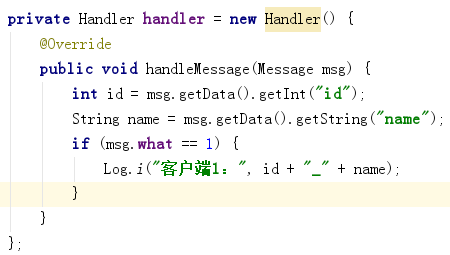 private Handler handler = new Handler() {
@Override
public void handleMessage(Message msg) {
int id = msg.getData().getInt("id");
String name = msg.getData().getString("name");
if (msg.what == 1) {
Log.i("客户端1：", id + "_" + name);
}
}
};